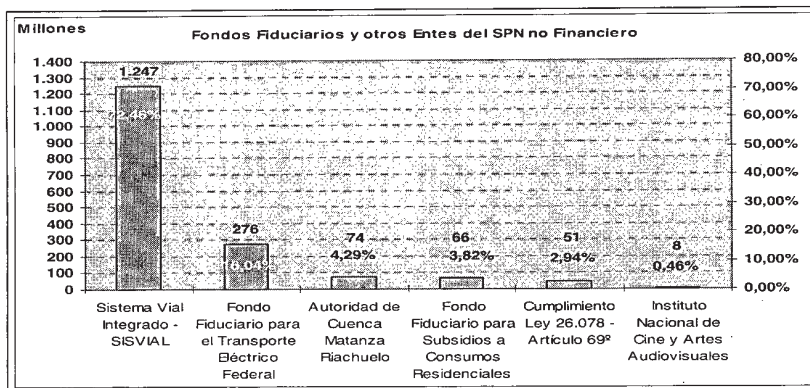 Millones
Fondos Fiduciarios y otros Entes del SPN no Financiero
1.400
1.300
1.200
1.100
1.000
900
800
700
600
500
400
300
200
100
0
80,00%
70,00%
60,00%
50,00%
40,00%
30,00%
20,00%
10,00%
0,00%
1.247
72,46%
276
16,04%
74
4,29%
66
3,82%
51
2,94%
8
0,46%
Sistema Vial
Integrado -
SISVIAL
Fondo
Fiduciario para
el Transporte
Eléctrico
Federal
Autoridad de
Cuenca
Matanza
Riachuelo
Fondo
Fiduciario para
Subsidios a
Consumos
Residenciales
Cumplimiento
Ley 26.078 -
Artículo 69º
Instituto
Nacional de
Cine y Artes
Audiovisuales